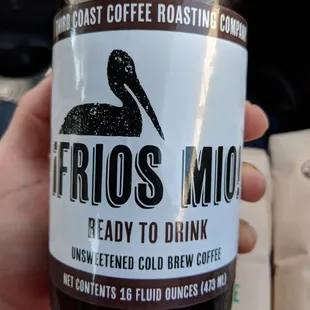 THIRD COAST COFFEE ROASTING COMPANY
¡FRIOS MIO!
READY TO DRINK
UNSWEETENED COLD BREW COFFEE
NET CONTENTS 16 FLUID OUNCES (473 ML)